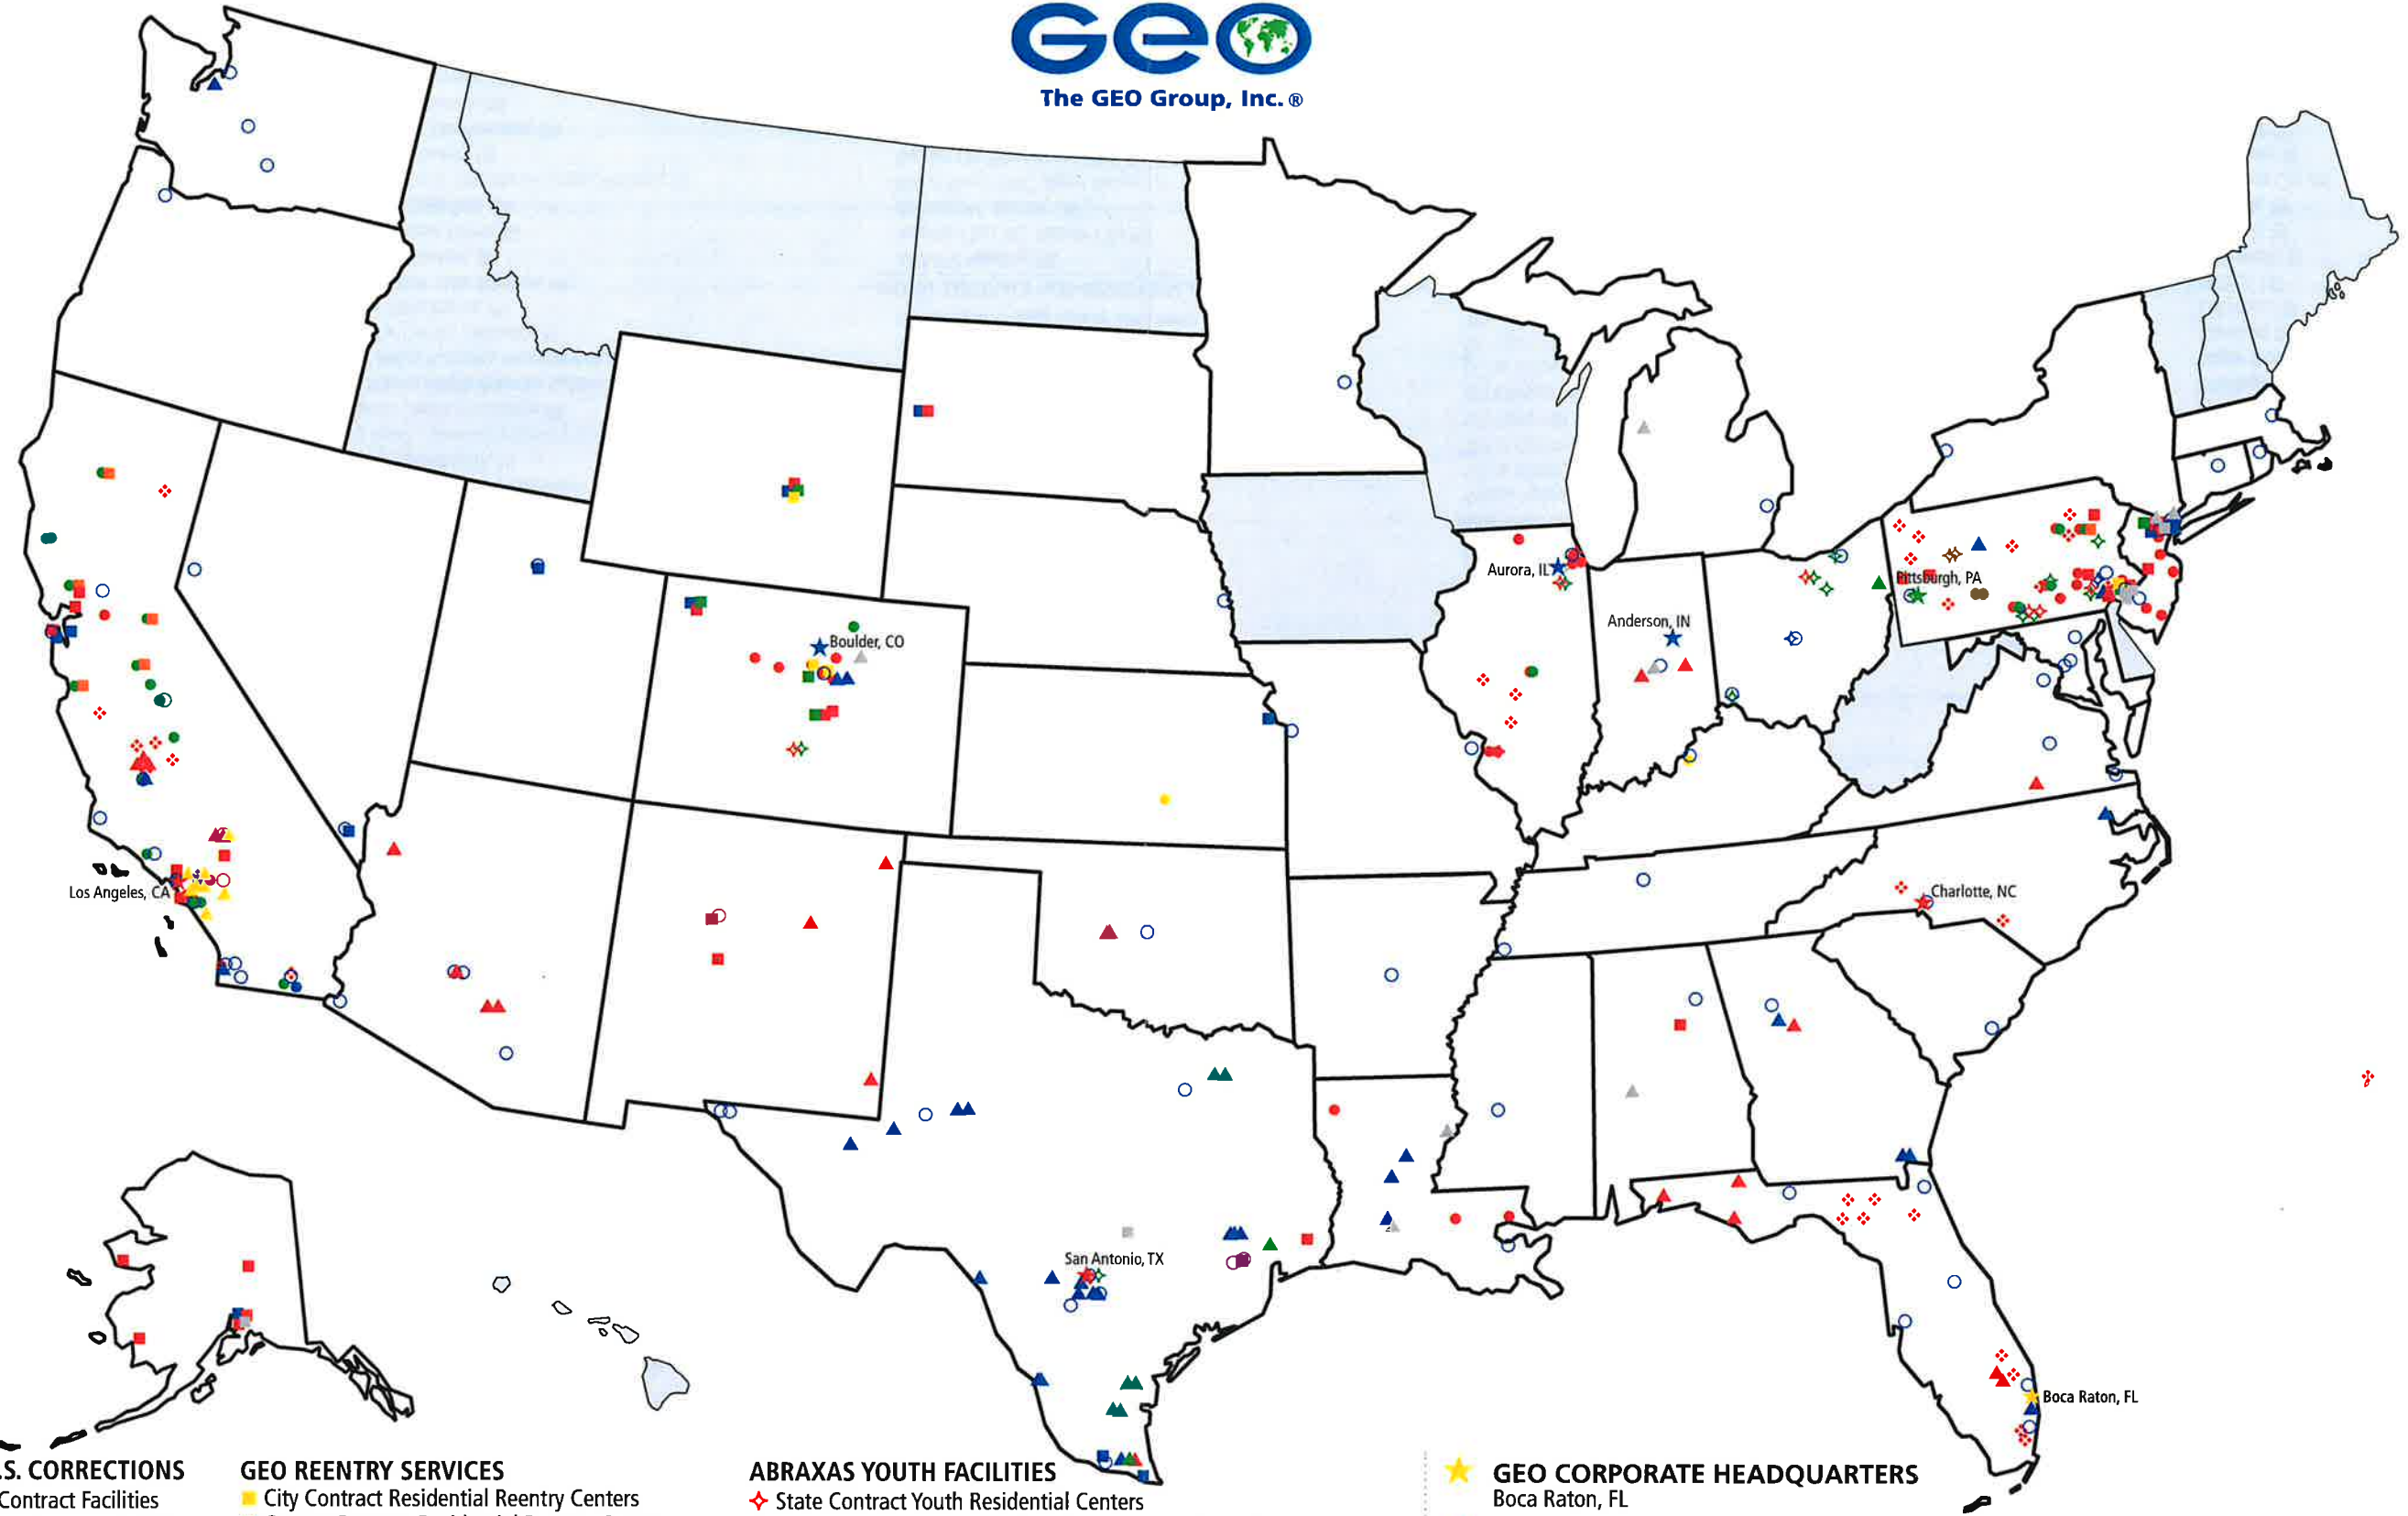 GEO
The GEO Group, Inc.®
Aurora, IL
Pittsburgh, PA
Anderson, IN
Boulder, CO
Los Angeles, CA
Charlotte, NC
San Antonio, TX
Boca Raton, FL
.S. CORRECTIONS
Contract Facilities
GEO REENTRY SERVICES
City Contract Residential Reentry Centers
ABRAXAS YOUTH FACILITIES
State Contract Youth Residential Centers
GEO CORPORATE HEADQUARTERS
Boca Raton, FL